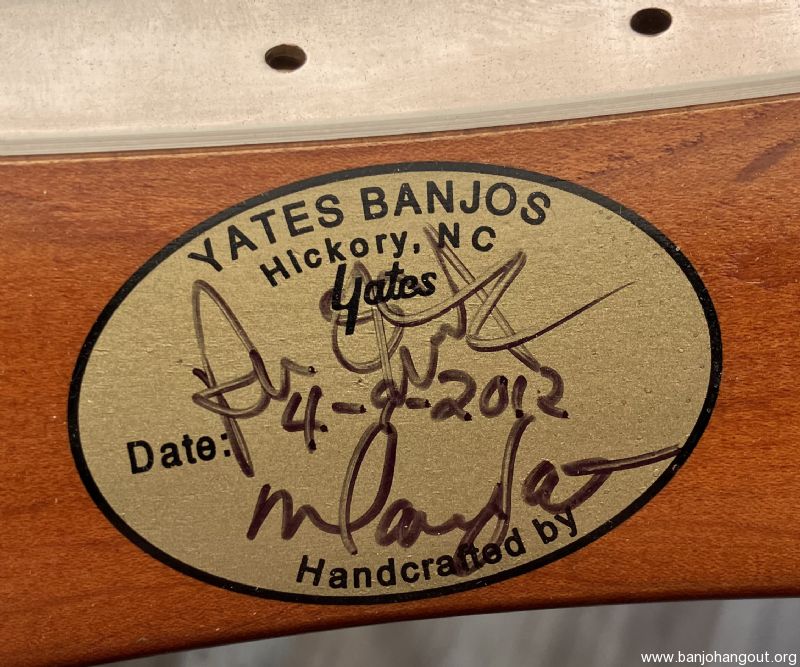 YATES BANJOS
Hickory, NC
Yates
Date: 4-9-2012
Handcrafted by
www.banjohangout.org